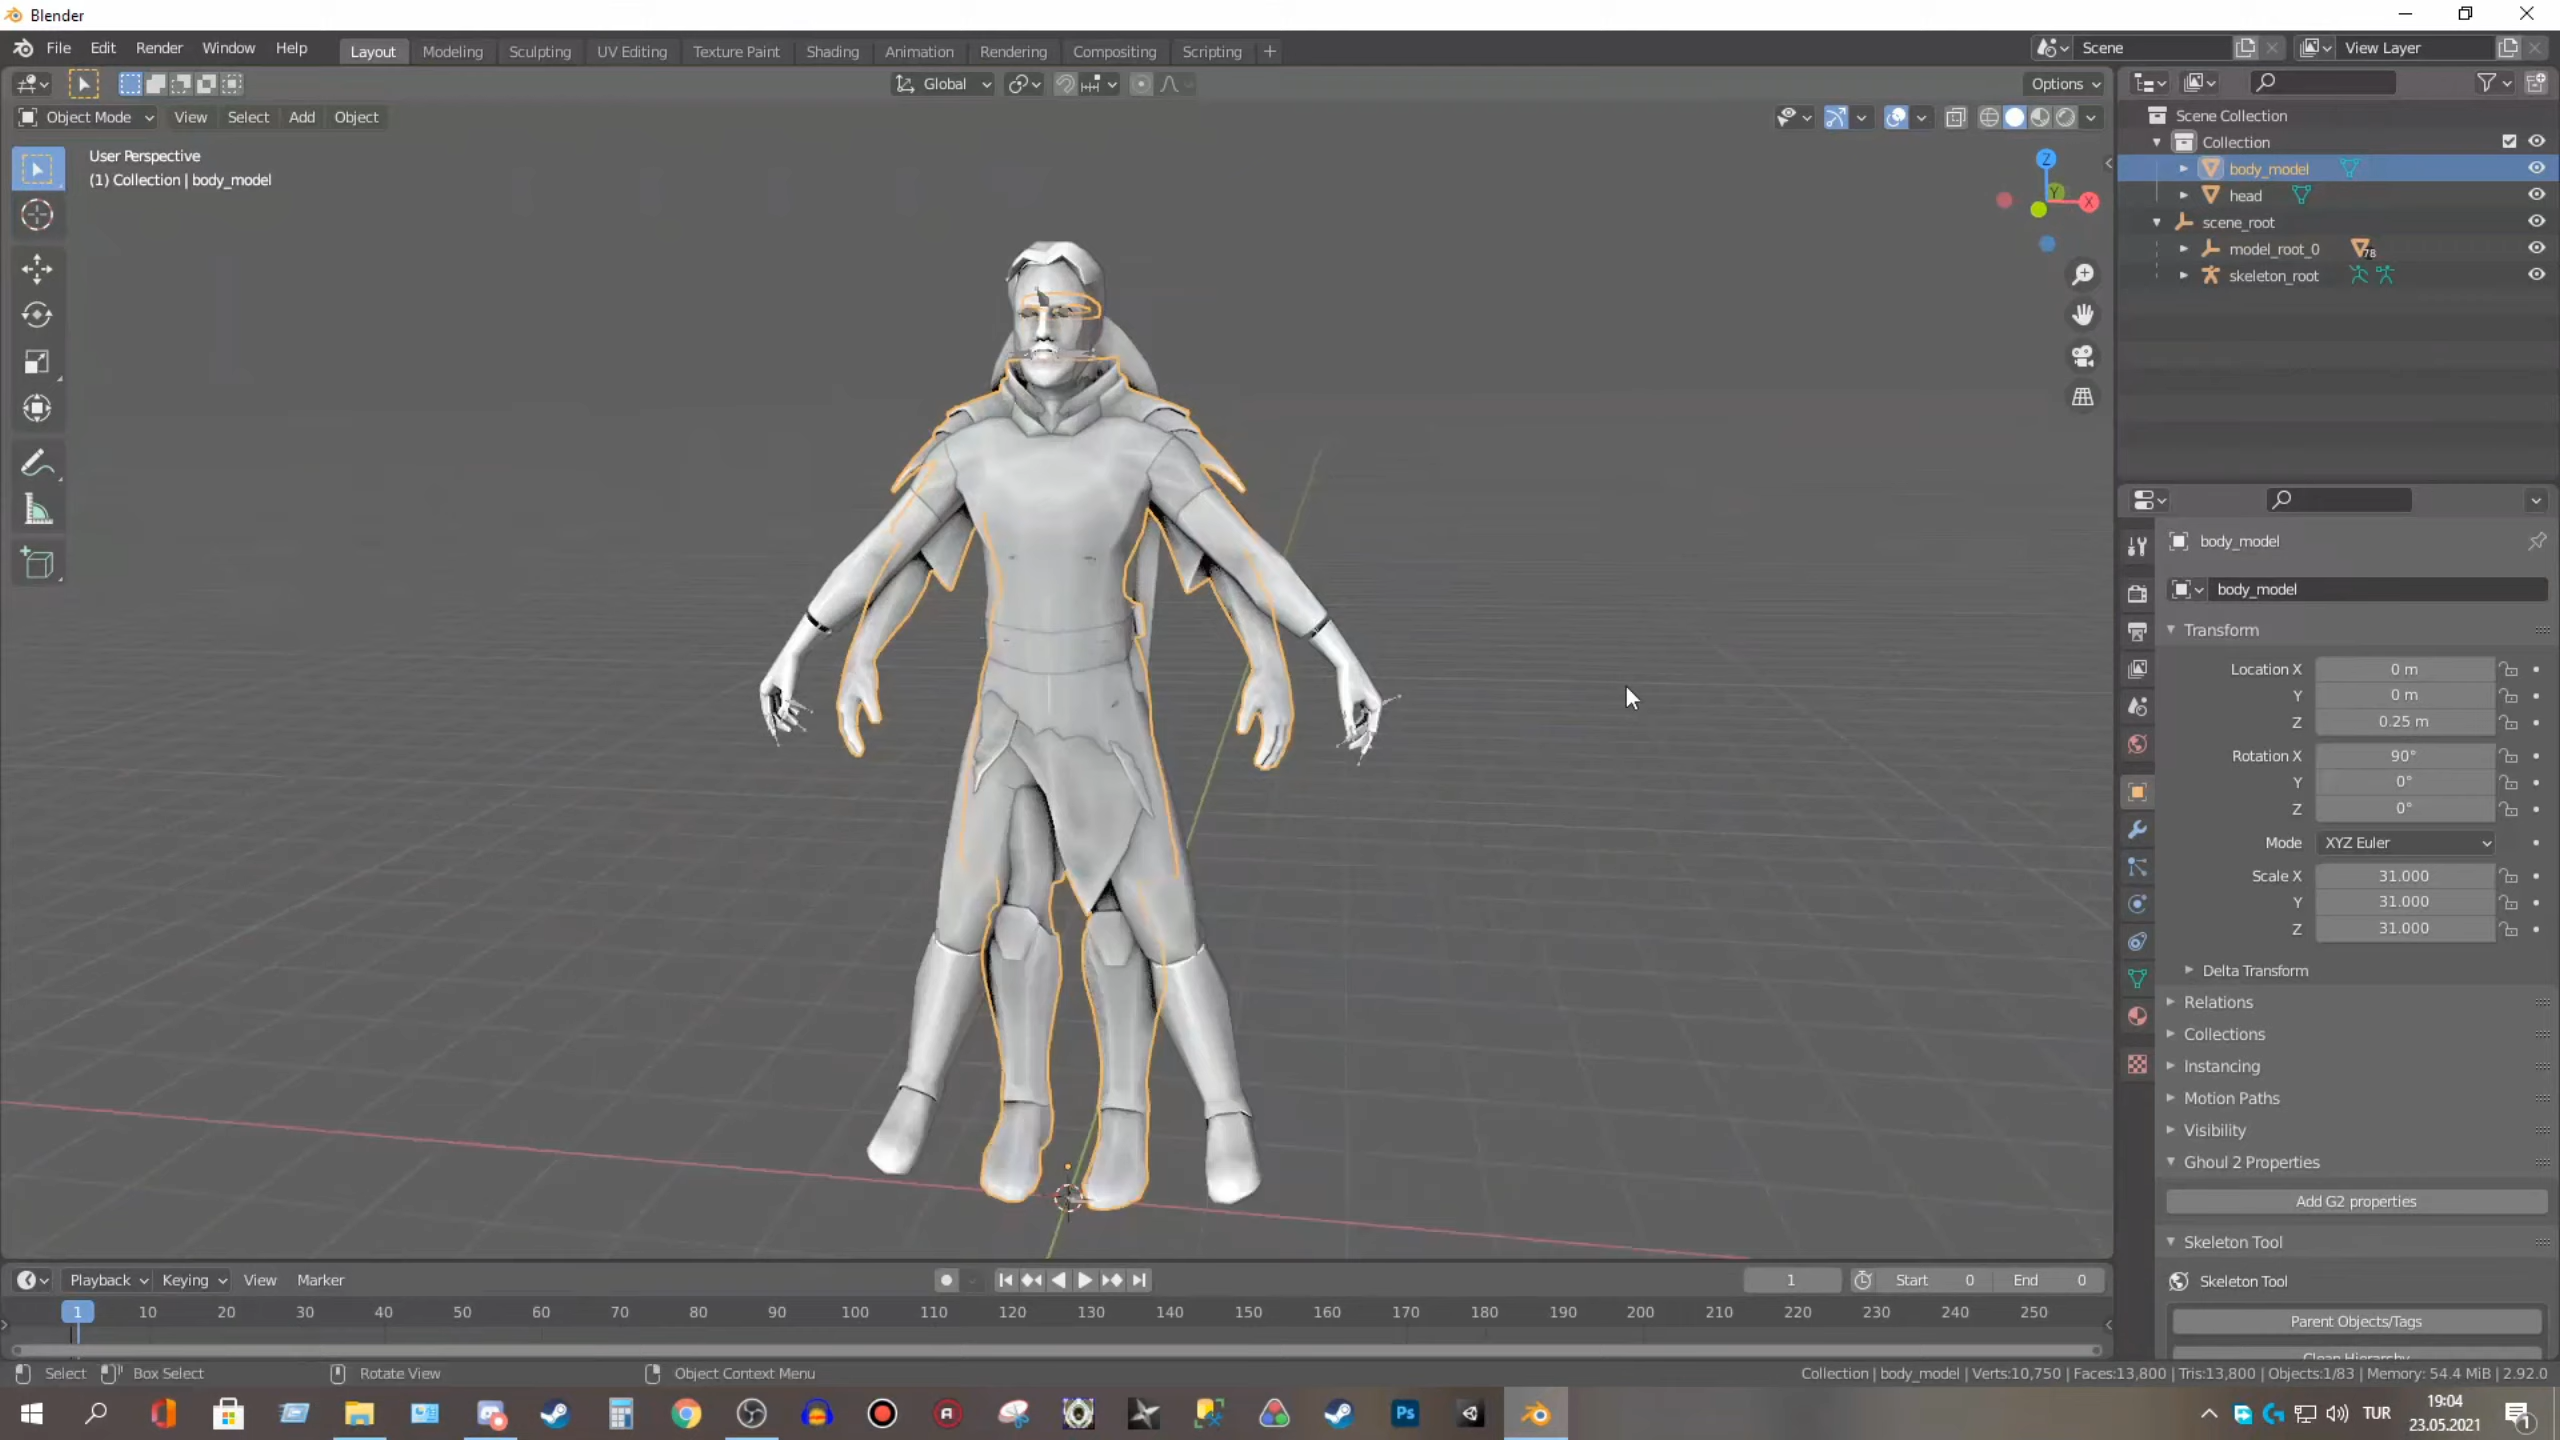 Blender
File Edit Render Window Help
Layout Modeling Sculpting UV Editing Texture Paint Shading Animation Rendering Compositing Scripting +
Scene
View Layer
Global
Options
Object Mode View Select Add Object
User Perspective
(1) Collection | body_model
Z
Y
X
Scene Collection
Collection
body_model
head
scene_root
model_root_0 78
skeleton_root
body_model
body_model
Transform
Location X 0 m
Y 0 m
Z 0.25 m
Rotation X 90°
Y 0°
Z 0°
Mode XYZ Euler
Scale X 31.000
Y 31.000
Z 31.000
Delta Transform
Relations
Collections
Instancing
Motion Paths
Visibility
Ghoul 2 Properties
Add G2 properties
Skeleton Tool
Skeleton Tool
Parent Objects/Tags
Clean Hierarchy
Playback Keying View Marker
1 Start 0 End 0
1 10 20 30 40 50 60 70 80 90 100 110 120 130 140 150 160 170 180 190 200 210 220 230 240 250
Select Box Select Rotate View Object Context Menu
Collection | body_model | Verts:10,750 | Faces:13,800 | Tris:13,800 | Objects:1/83 | Memory: 54.4 MiB | 2.92.0
Ps
TUR
19:04
23.05.2021
1